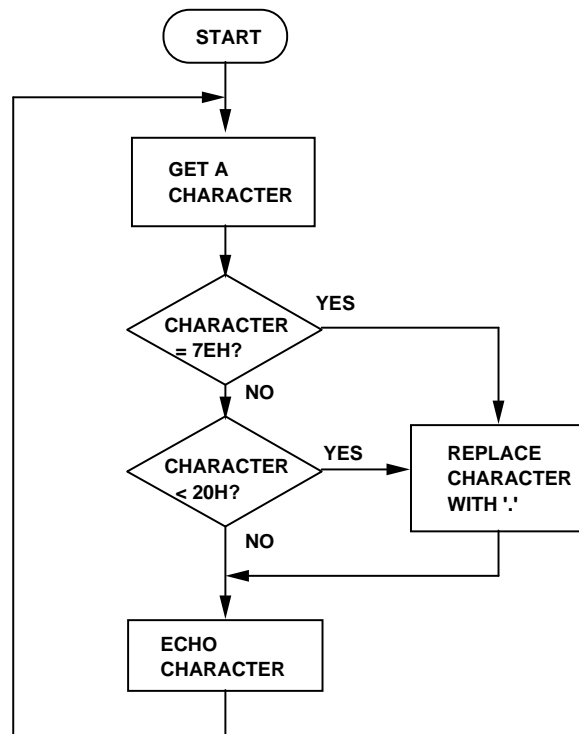 START
GET A
CHARACTER
YES
CHARACTER
= 7EH?
NO
YES
CHARACTER
< 20H?
REPLACE
CHARACTER
WITH '.'
NO
ECHO
CHARACTER